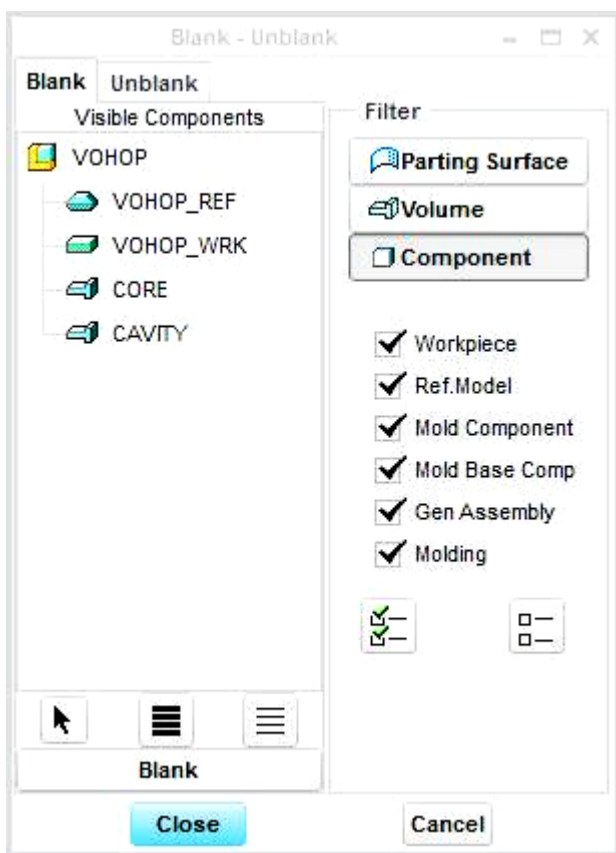 Blank - Unblank
Blank Unblank
Visible Components
VOHOP
VOHOP_REF
VOHOP_WRK
CORE
CAVITY
Blank
Filter
Parting Surface
Volume
Component
Workpiece
Ref.Model
Mold Component
Mold Base Comp
Gen Assembly
Molding
Close Cancel